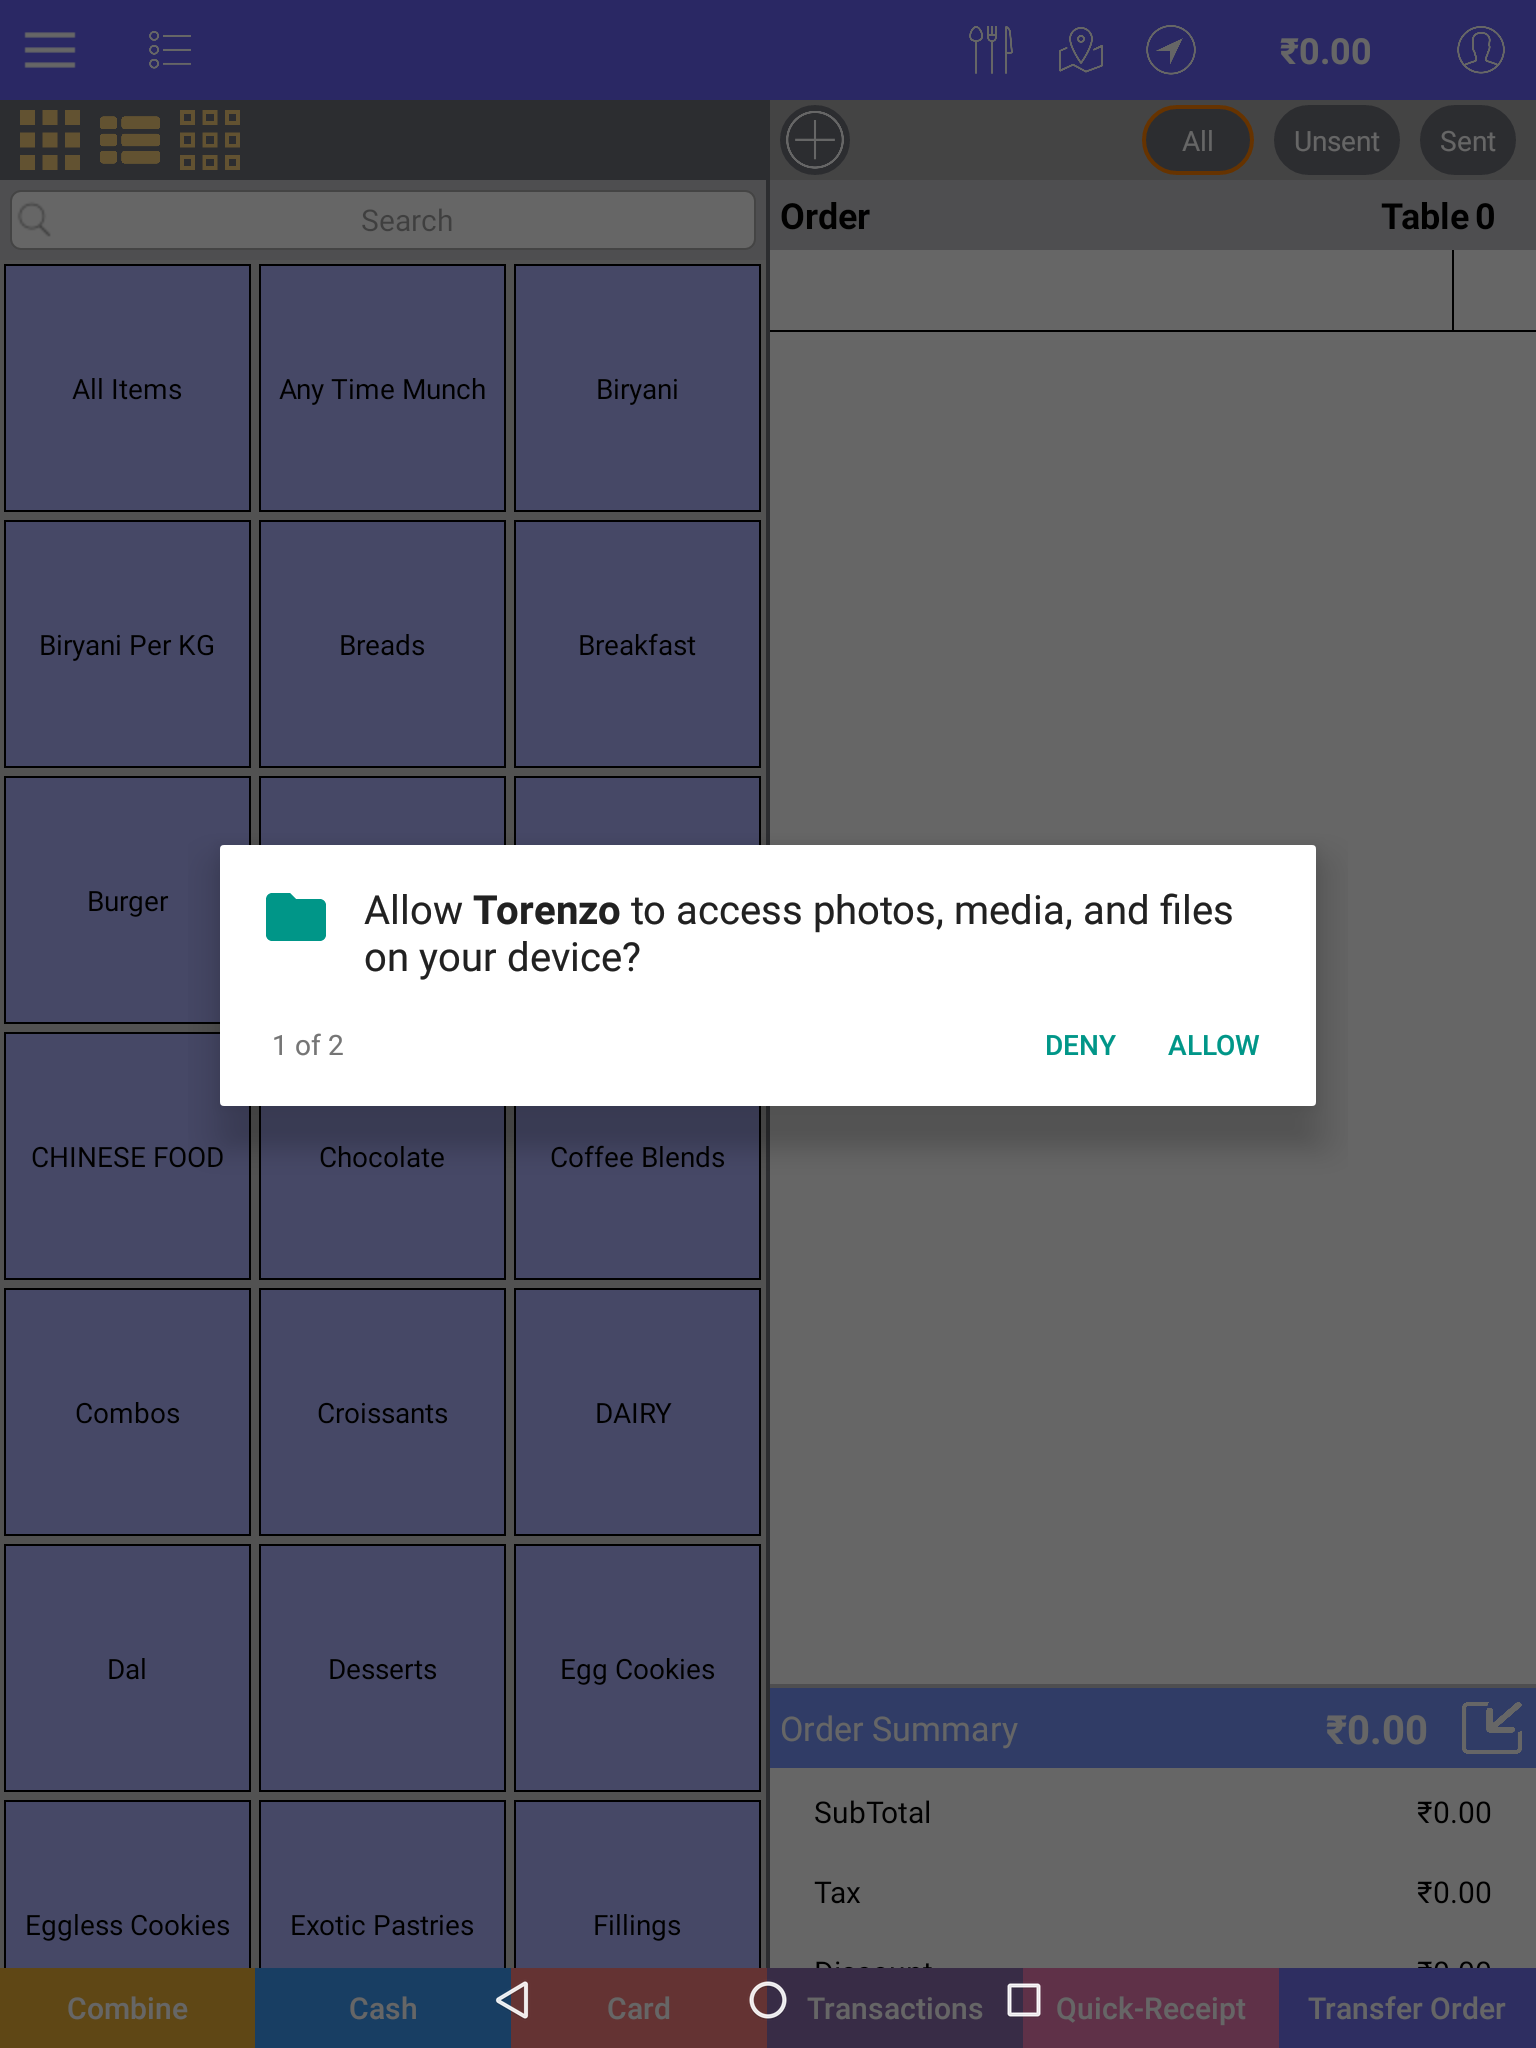 ₹0.00
All
Unsent
Sent
Search
Order
Table 0
All Items
Any Time Munch
Biryani
Biryani Per KG
Breads
Breakfast
Burger
Allow Torenzo to access photos, media, and files
on your device?
1 of 2
DENY
ALLOW
CHINESE FOOD
Chocolate
Coffee Blends
Combos
Croissants
DAIRY
Dal
Desserts
Egg Cookies
Order Summary
₹0.00
SubTotal
₹0.00
Tax
₹0.00
Eggless Cookies
Exotic Pastries
Fillings
Combine
Cash
Card
Transactions
Quick-Receipt
Transfer Order